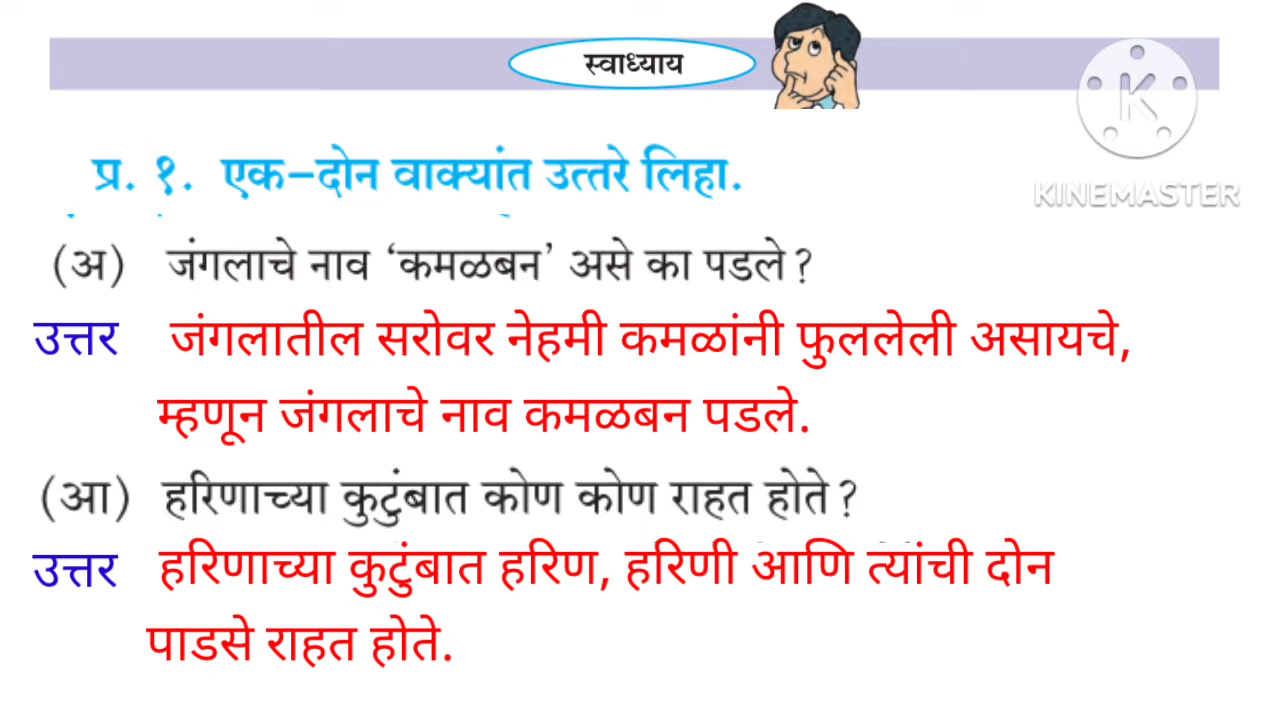 स्वाध्याय
K
KINEMASTER
प्र. १. एक-दोन वाक्यांत उत्तरे लिहा.
(अ) जंगलाचे नाव 'कमळबन' असे का पडले ?
उत्तर जंगलातील सरोवर नेहमी कमळांनी फुललेली असायचे,
म्हणून जंगलाचे नाव कमळबन पडले.
(आ) हरिणाच्या कुटुंबात कोण कोण राहत होते ?
उत्तर हरिणाच्या कुटुंबात हरिण, हरिणी आणि त्यांची दोन
पाडसे राहत होते.